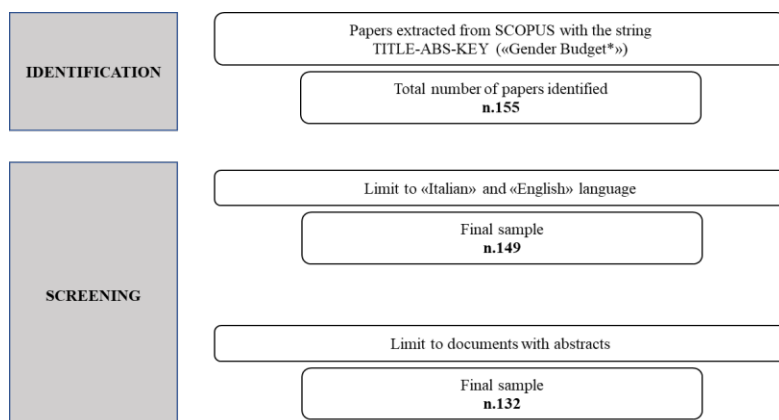 IDENTIFICATION
Papers extracted from SCOPUS with the string
TITLE-ABS-KEY («Gender Budget*»)
Total number of papers identified
n.155
SCREENING
Limit to «Italian» and «English» language
Final sample
n.149
Limit to documents with abstracts
Final sample
n.132